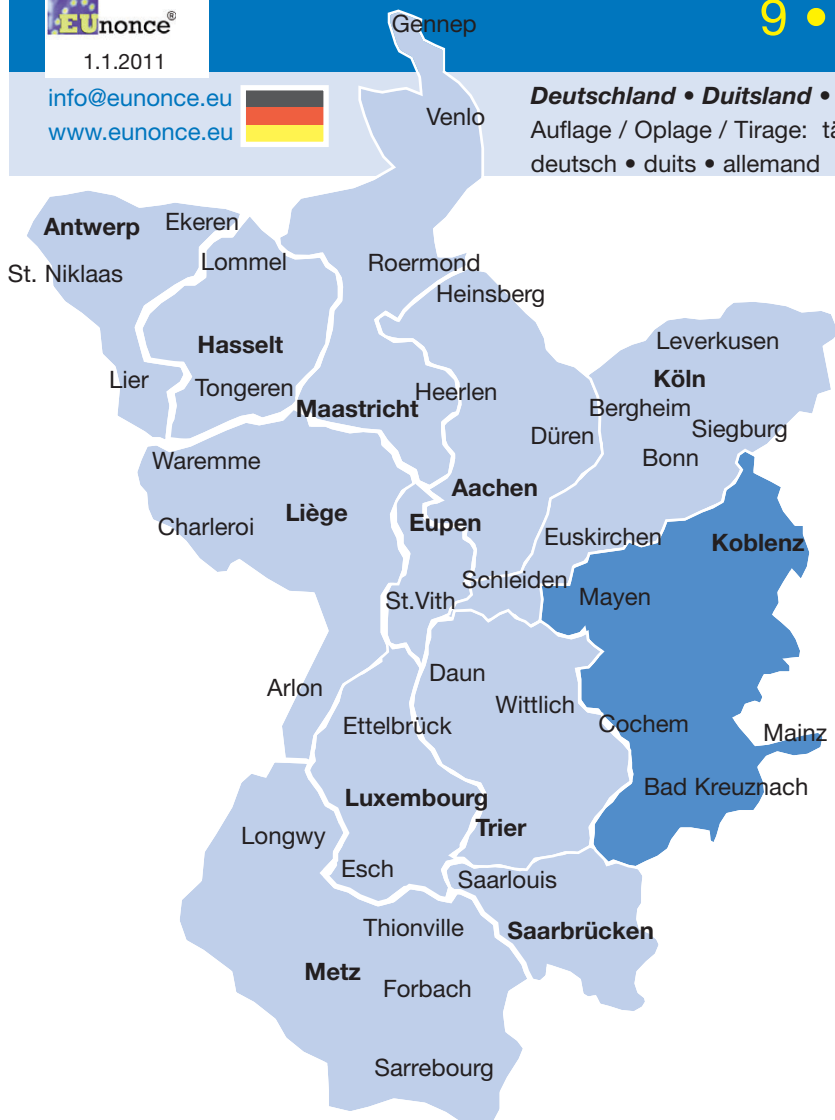 EUnonce®
1.1.2011
9 •
info@eunonce.eu
www.eunonce.eu
Deutschland • Duitsland •
Auflage / Oplage / Tirage: tä
deutsch • duits • allemand
Gennep
Venlo
Antwerp
Ekeren
St. Niklaas
Lommel
Roermond
Heinsberg
Hasselt
Leverkusen
Lier
Tongeren
Maastricht
Heerlen
Köln
Bergheim
Düren
Siegburg
Bonn
Waremme
Aachen
Charleroi
Liège
Eupen
Euskirchen
Koblenz
St.Vith
Schleiden
Mayen
Arlon
Daun
Wittlich
Ettelbrück
Cochem
Mainz
Luxembourg
Bad Kreuznach
Longwy
Trier
Esch
Saarlouis
Thionville
Saarbrücken
Metz
Forbach
Sarrebourg